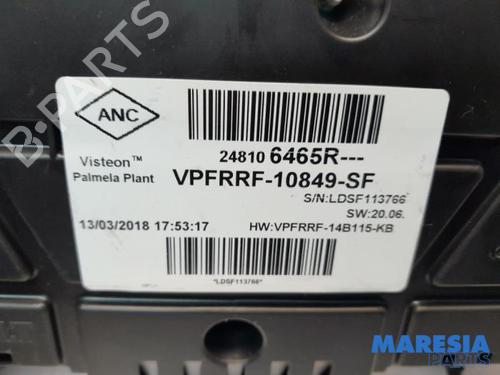 B-PARTS
ANC
Visteon™
Palmela Plant
24810 6465R---
VPFRRF-10849-SF
S/N:LDSF113766
SW:20.06.
13/03/2018 17:53:17
HW:VPFRRF-14B115-KB
*LDSF113766*
MARESIA
PARTS